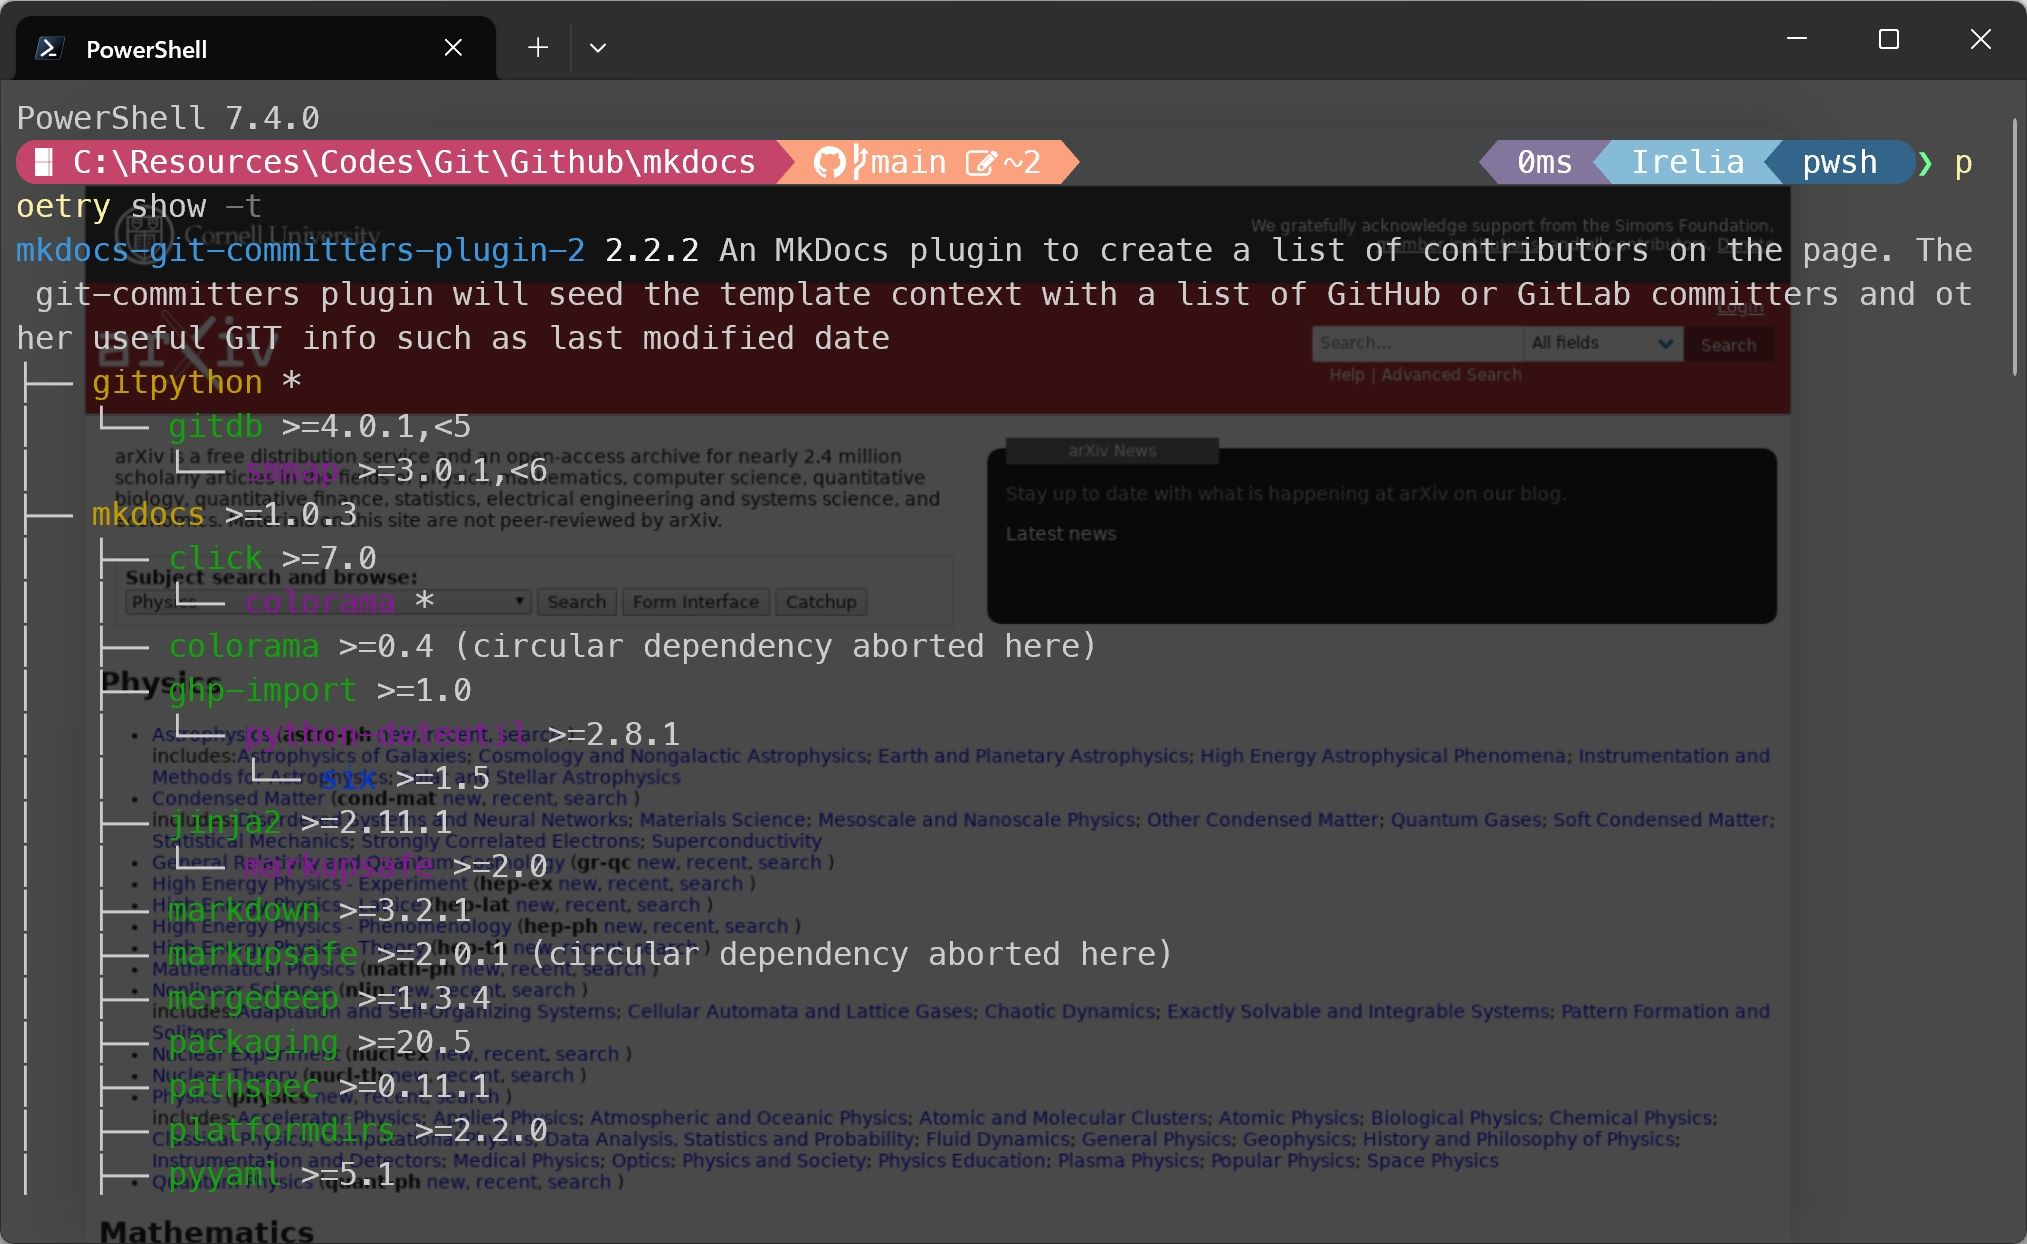 PowerShell
PowerShell 7.4.0
C:\Resources\Codes\Git\Github\mkdocs main ~2 0ms Irelia pwsh ❯ p
oetry show -t
mkdocs-git-committers-plugin-2 2.2.2 An MkDocs plugin to create a list of contributors on the page. The
git-committers plugin will seed the template context with a list of GitHub or GitLab committers and ot
her useful GIT info such as last modified date
├── gitpython *
│   └── gitdb >=4.0.1,<5
│       └── smmap >=3.0.1,<6
├── mkdocs >=1.0.3
│   ├── click >=7.0
│   │   └── colorama *
│   ├── colorama >=0.4 (circular dependency aborted here)
│   ├── ghp-import >=1.0
│   │   └── python-dateutil >=2.8.1
│   │       └── six >=1.5
│   ├── jinja2 >=2.11.1
│   │   └── markupsafe >=2.0
│   ├── markdown >=3.2.1
│   ├── markupsafe >=2.0.1 (circular dependency aborted here)
│   ├── mergedeep >=1.3.4
│   ├── packaging >=20.5
│   ├── pathspec >=0.11.1
│   ├── platformdirs >=2.2.0
│   ├── pyyaml >=5.1
Cornell University
We gratefully acknowledge support from the Simons Foundation,
Login
arXiv
Search...
All fields
Search
Help | Advanced Search
arXiv is a free distribution service and an open-access archive for nearly 2.4 million
scholarly articles in the fields of physics, mathematics, computer science, quantitative
biology, quantitative finance, statistics, electrical engineering and systems science, and
economics. Materials on this site are not peer-reviewed by arXiv.
arXiv News
Stay up to date with what is happening at arXiv on our blog.
Latest news
Subject search and browse:
Physics
Search
Form Interface
Catchup
Physics
Astrophysics (astro-ph new, recent, search )
includes:Astrophysics of Galaxies; Cosmology and Nongalactic Astrophysics; Earth and Planetary Astrophysics; High Energy Astrophysical Phenomena; Instrumentation and
Methods for Astrophysics; Solar and Stellar Astrophysics
Condensed Matter (cond-mat new, recent, search )
includes:Disordered Systems and Neural Networks; Materials Science; Mesoscale and Nanoscale Physics; Other Condensed Matter; Quantum Gases; Soft Condensed Matter;
Statistical Mechanics; Strongly Correlated Electrons; Superconductivity
General Relativity and Quantum Cosmology (gr-qc new, recent, search )
High Energy Physics - Experiment (hep-ex new, recent, search )
High Energy Physics - Lattice (hep-lat new, recent, search )
High Energy Physics - Phenomenology (hep-ph new, recent, search )
High Energy Physics - Theory (hep-th new, recent, search )
Mathematical Physics (math-ph new, recent, search )
Nonlinear Sciences (nlin new, recent, search )
includes:Adaptation and Self-Organizing Systems; Cellular Automata and Lattice Gases; Chaotic Dynamics; Exactly Solvable and Integrable Systems; Pattern Formation and
Solitons
Nuclear Experiment (nucl-ex new, recent, search )
Nuclear Theory (nucl-th new, recent, search )
Physics (physics new, recent, search )
includes:Accelerator Physics; Applied Physics; Atmospheric and Oceanic Physics; Atomic and Molecular Clusters; Atomic Physics; Biological Physics; Chemical Physics;
Classical Physics; Computational Physics; Data Analysis, Statistics and Probability; Fluid Dynamics; General Physics; Geophysics; History and Philosophy of Physics;
Instrumentation and Detectors; Medical Physics; Optics; Physics and Society; Physics Education; Plasma Physics; Popular Physics; Space Physics
Quantum Physics (quant-ph new, recent, search )
Mathematics